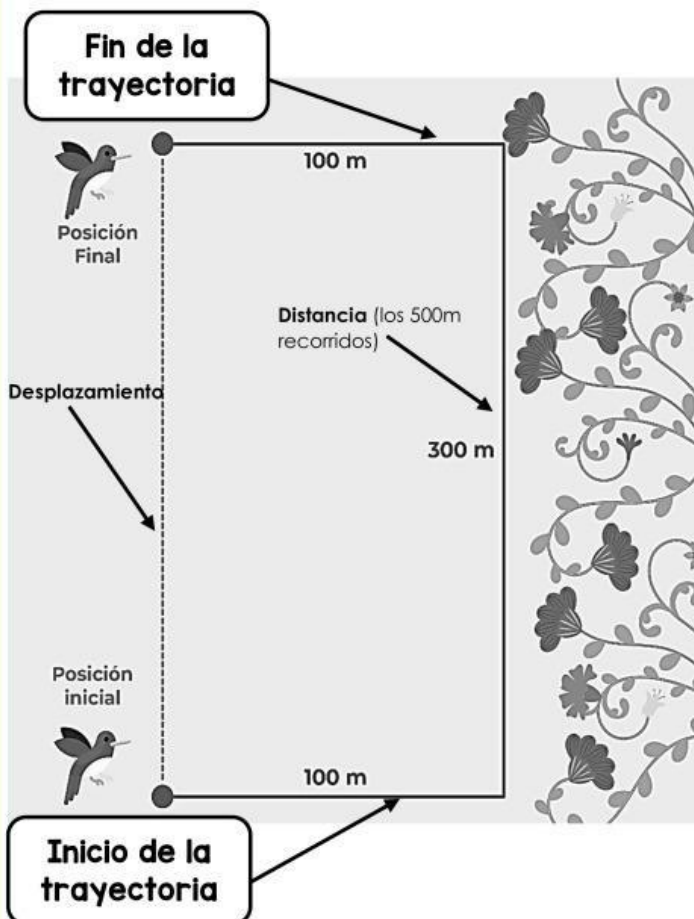 Fin de la
trayectoria
100 m
Posición
Final
Distancia (los 500m
recorridos)
Desplazamiento
300 m
Posición
inicial
100 m
Inicio de la
trayectoria